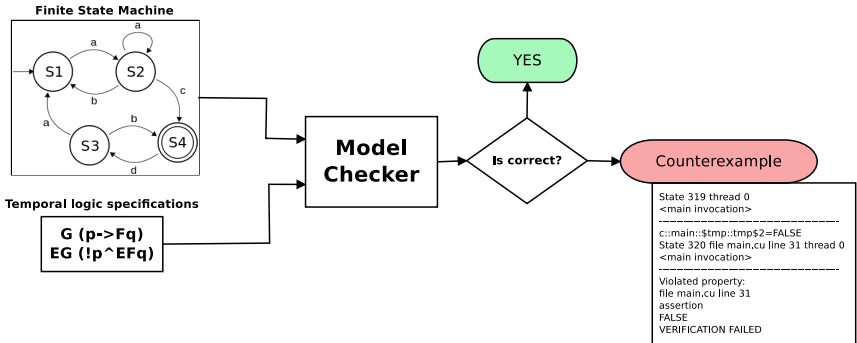 Finite State Machine
a
a
S1
S2
b
c
a
b
S3
S4
d
Temporal logic specifications
G (p->Fq)
EG (!p^EFq)
Model
Checker
Is correct?
YES
Counterexample
State 319 thread 0
<main invocation>
c::main::$tmp::tmp$2=FALSE
State 320 file main.cu line 31 thread 0
<main invocation>
Violated property:
file main.cu line 31
assertion
FALSE
VERIFICATION FAILED